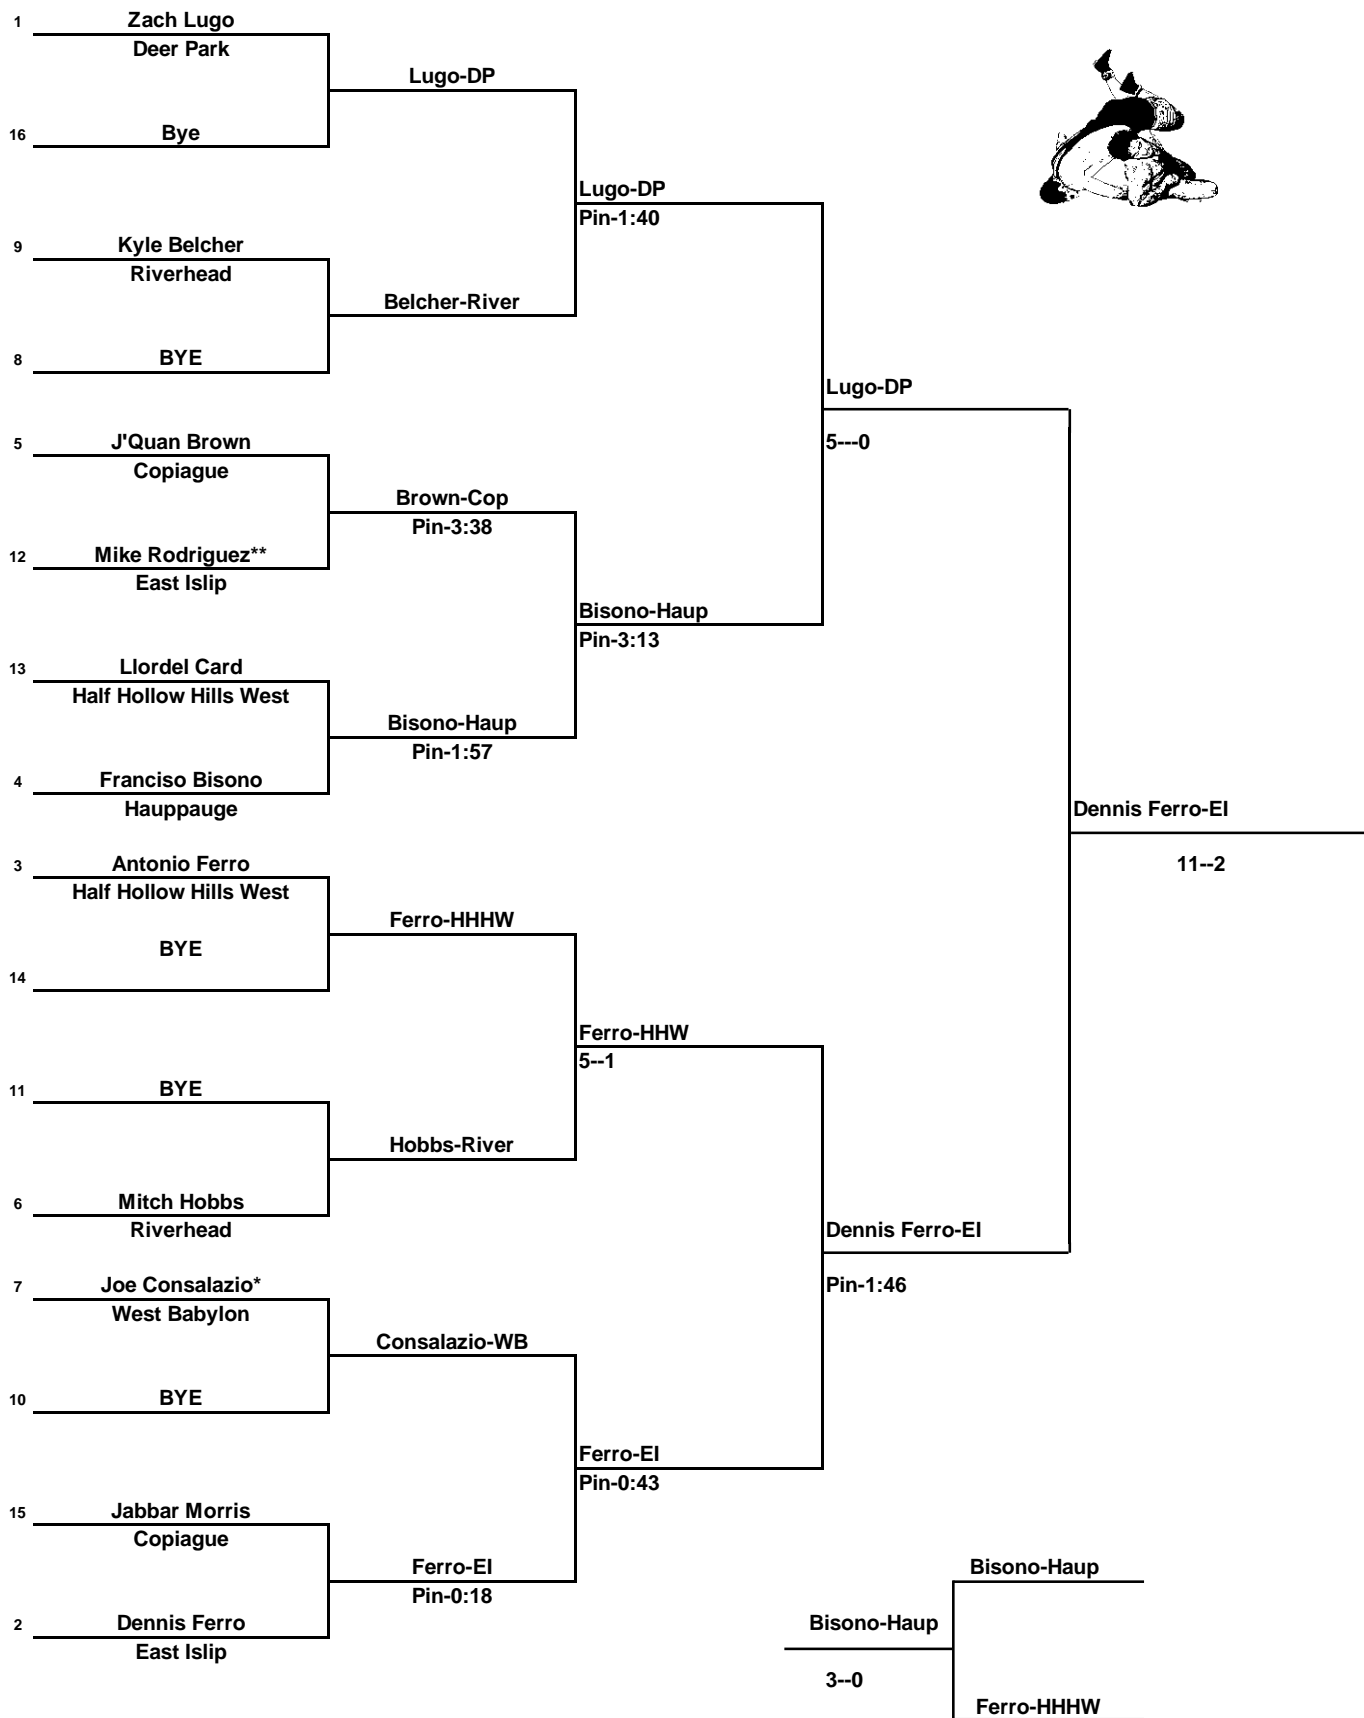 1 Zach Lugo
Deer Park
Lugo-DP
16 Bye
Lugo-DP
Pin-1:40
9 Kyle Belcher
Riverhead
Belcher-River
8 BYE
Lugo-DP
5---0
5 J'Quan Brown
Copiague
Brown-Cop
Pin-3:38
12 Mike Rodriguez**
East Islip
Bisono-Haup
Pin-3:13
13 Llordel Card
Half Hollow Hills West
Bisono-Haup
Pin-1:57
4 Franciso Bisono
Hauppauge
Dennis Ferro-EI
11--2
3 Antonio Ferro
Half Hollow Hills West
Ferro-HHHW
BYE
14
Ferro-HHW
5--1
11 BYE
Hobbs-River
6 Mitch Hobbs
Riverhead
Dennis Ferro-EI
Pin-1:46
7 Joe Consalazio*
West Babylon
Consalazio-WB
10 BYE
Ferro-EI
Pin-0:43
15 Jabbar Morris
Copiague
Ferro-EI
Pin-0:18
2 Dennis Ferro
East Islip
Bisono-Haup
Bisono-Haup
3--0
Ferro-HHHW